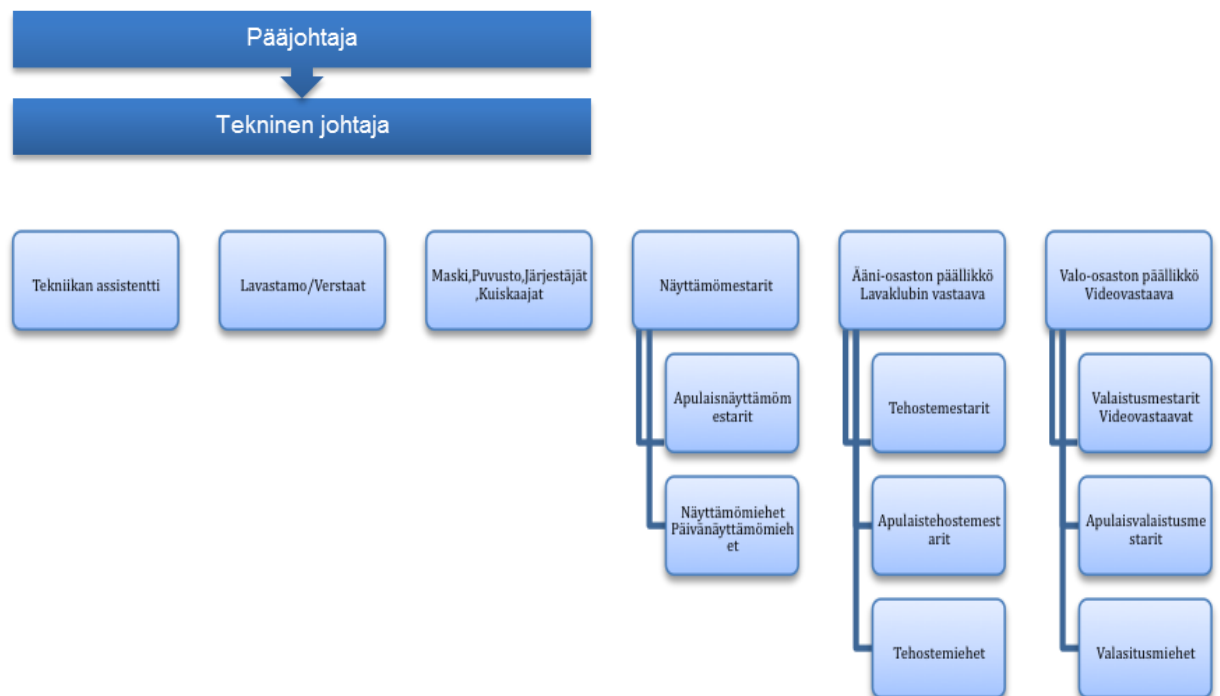 Pääjohtaja
Tekninen johtaja
Tekniikan assistentti
Lavastamo/Verstaat
Maski,Puvusto,Järjestäjät
,Kuiskaajat
Näyttämömestarit
Ääni-osaston päällikkö
Lavaklubin vastaava
Valo-osaston päällikkö
Videovastaava
Apulaisnäyttämöm
estarit
Näyttämömiehet
Päivänäyttämömieh
et
Tehostemestarit
Apulaistehostemest
arit
Tehostemiehet
Valaistusmestarit
Videovastaavat
Apulaisvalaistusme
starit
Valasitusmiehet